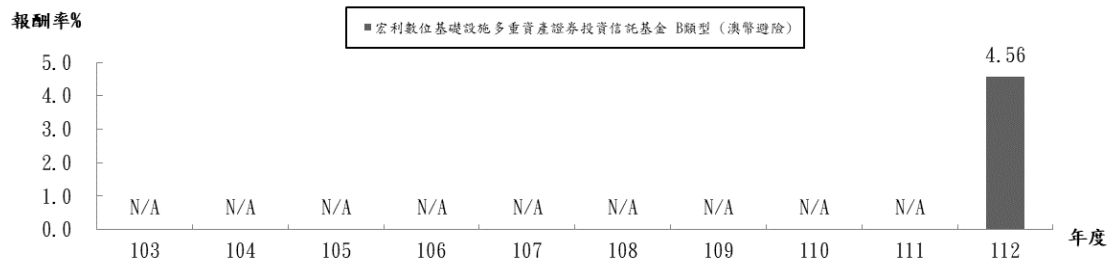 報酬率%
■宏利數位基礎設施多重資產證券投資信託基金 B類型 (澳幣避險)
5.0
4.0
3.0
2.0
1.0
0.0
N/A N/A N/A N/A N/A N/A N/A N/A N/A 4.56
103 104 105 106 107 108 109 110 111 112
年度